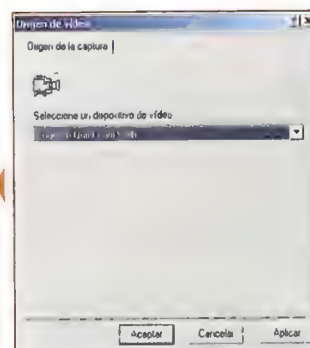 Origen de vídeo
Origen de la captura
Seleccione un dispositivo de vídeo
Aceptar
Cancelar
Aplicar